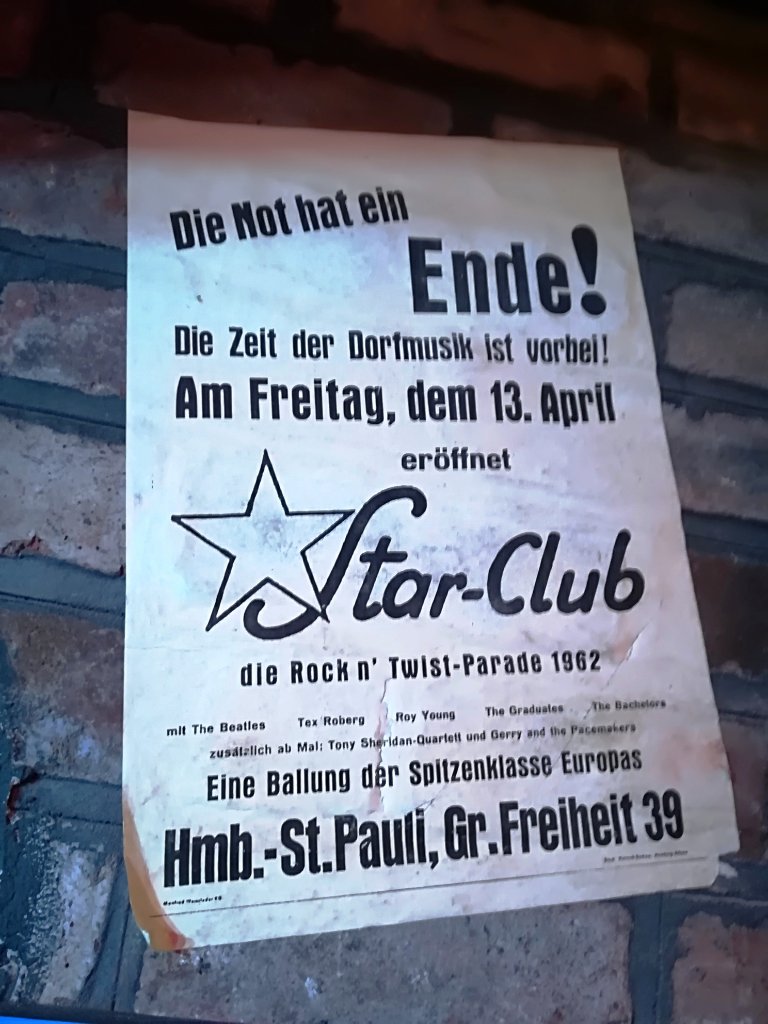 Die Not hat ein
Ende!
Die Zeit der Dorfmusik ist vorbei!
Am Freitag, dem 13. April
eröffnet
Star-Club
die Rock n' Twist-Parade 1962
mit The Beatles Tex Roberg Roy Young The Graduates The Bachelors
zusätzlich ab Mai: Tony Sheridan-Quartett und Gerry and the Pacemakers
Eine Ballung der Spitzenklasse Europas
Hmb.-St.Pauli, Gr.Freiheit 39